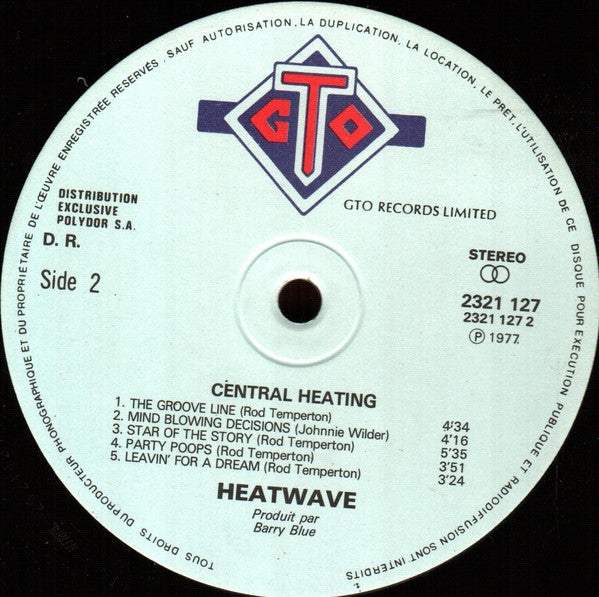 TOUS DROITS DU PRODUCTEUR PHONOGRAPHIQUE ET DU PROPRIÉTAIRE DE L'ŒUVRE ENREGISTRÉE RÉSERVÉS. SAUF AUTORISATION, LA DUPLICATION, LA LOCATION, LE PRÊT, L'UTILISATION DE CE DISQUE POUR EXÉCUTION PUBLIQUE ET RADIODIFFUSION SONT INTERDITS
GTO
GTO RECORDS LIMITED
DISTRIBUTION
EXCLUSIVE
POLYDOR S.A.
D. R.
Side 2
STEREO
2321 127
2321 127 2
Ⓟ 1977
CENTRAL HEATING
1. THE GROOVE LINE (Rod Temperton) 4'34
2. MIND BLOWING DECISIONS (Johnnie Wilder) 4'16
3. STAR OF THE STORY (Rod Temperton) 5'35
4. PARTY POOPS (Rod Temperton) 3'51
5. LEAVIN' FOR A DREAM (Rod Temperton) 3'24
HEATWAVE
Produit par
Barry Blue